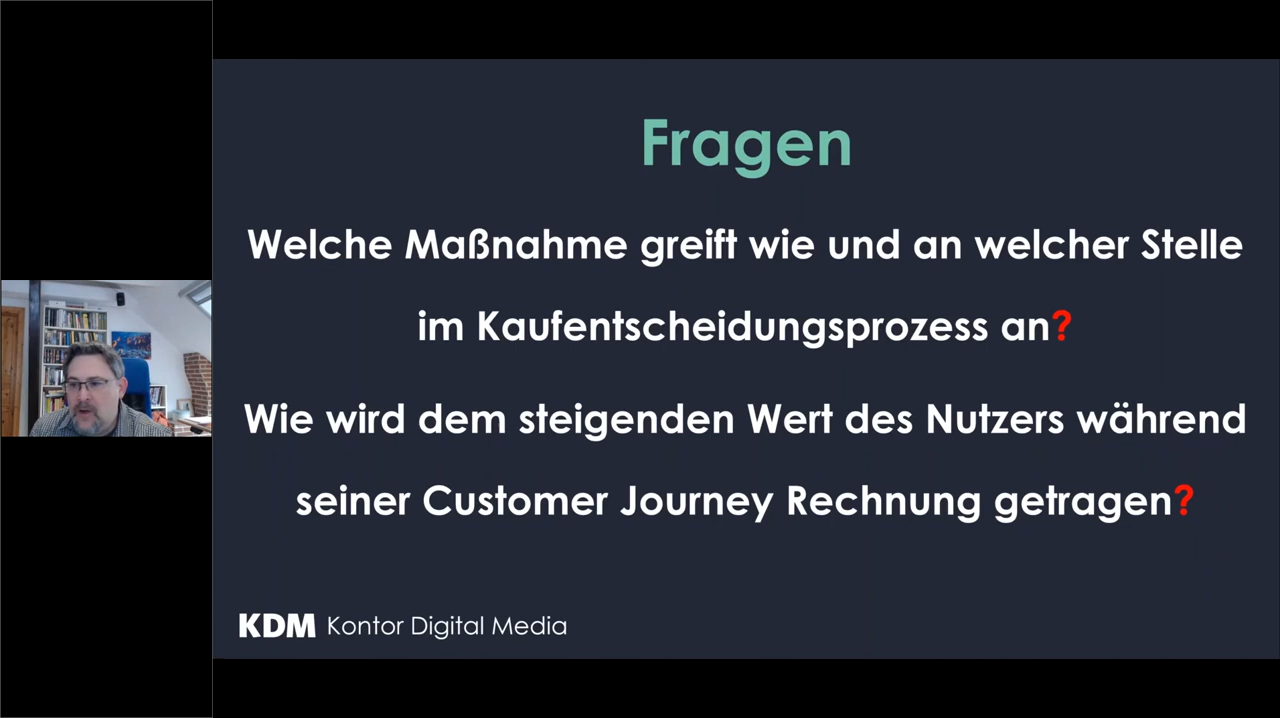 Fragen
Welche Maßnahme greift wie und an welcher Stelle
im Kaufentscheidungsprozess an?
Wie wird dem steigenden Wert des Nutzers während
seiner Customer Journey Rechnung getragen?
KDM Kontor Digital Media